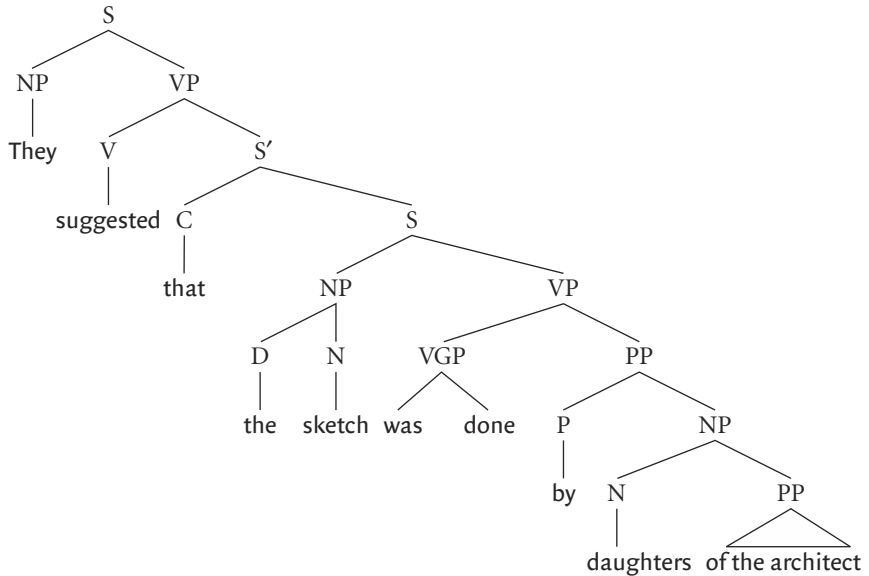 S
NP VP
They V S′
suggested C S
that NP VP
D N VGP PP
the sketch was done P NP
by N PP
daughters of the architect